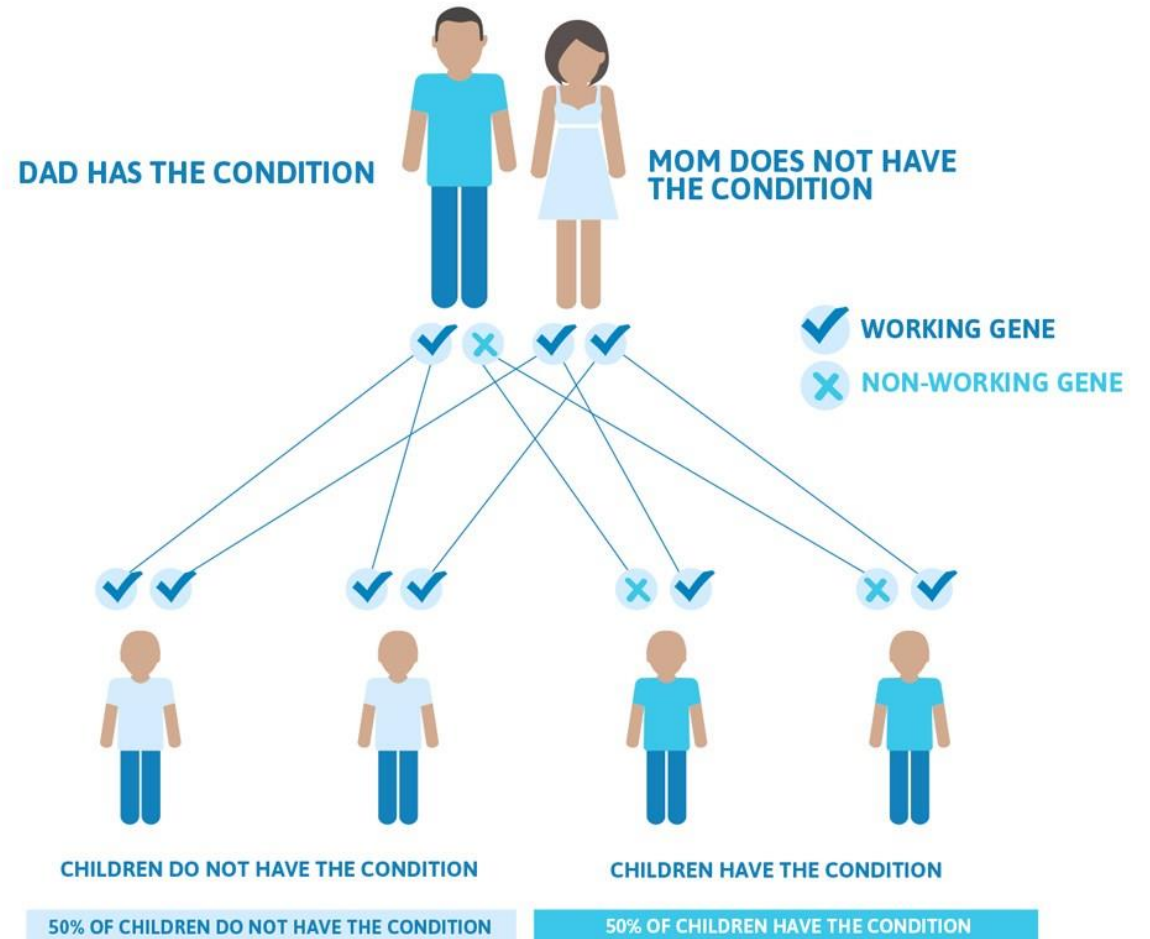 DAD HAS THE CONDITION
MOM DOES NOT HAVE
THE CONDITION
WORKING GENE
NON-WORKING GENE
CHILDREN DO NOT HAVE THE CONDITION
CHILDREN HAVE THE CONDITION
50% OF CHILDREN DO NOT HAVE THE CONDITION
50% OF CHILDREN HAVE THE CONDITION